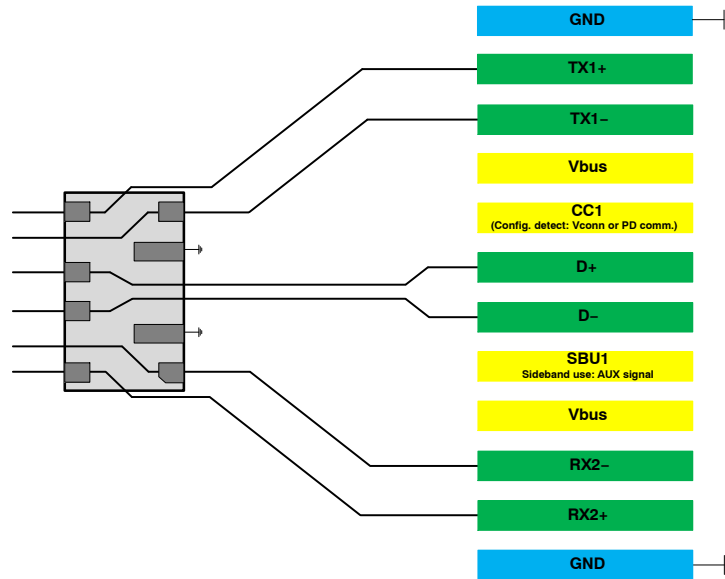 GND
TX1+
TX1−
Vbus
CC1
(Config. detect: Vconn or PD comm.)
D+
D−
SBU1
Sideband use: AUX signal
Vbus
RX2−
RX2+
GND